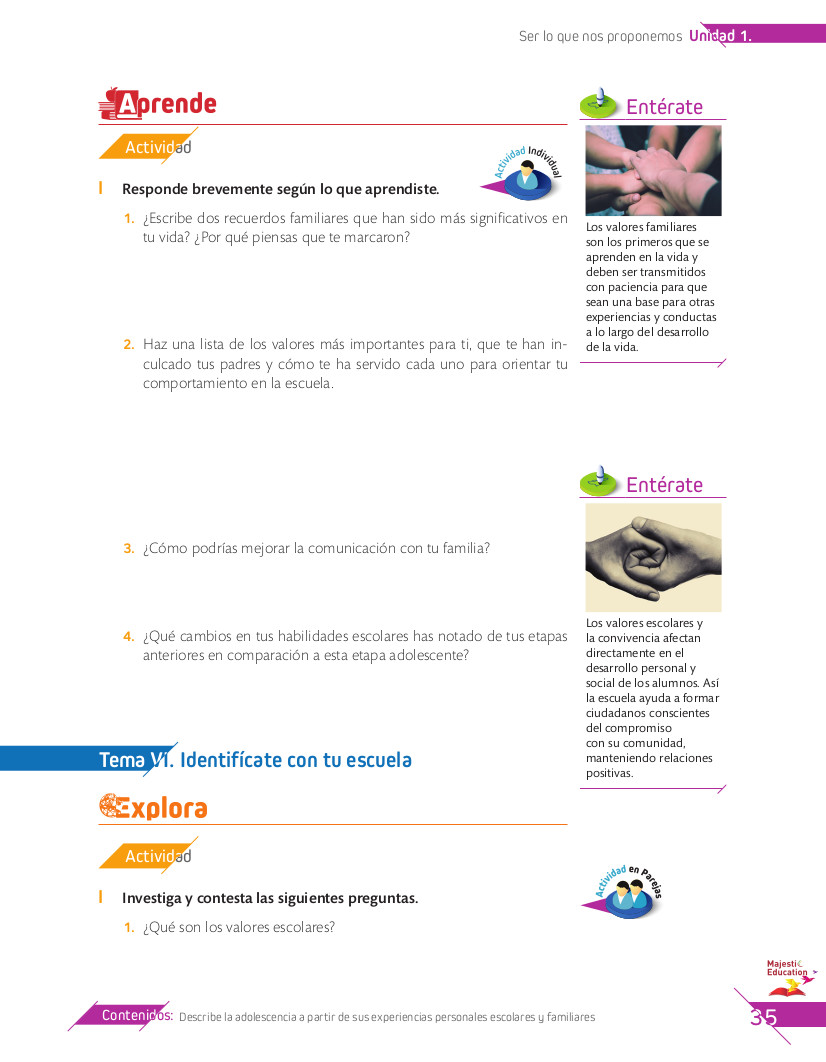 Ser lo que nos proponemos Unidad 1.
Aprende
Actividad
Actividad Individual
I Responde brevemente según lo que aprendiste.
1. ¿Escribe dos recuerdos familiares que han sido más significativos en
tu vida? ¿Por qué piensas que te marcaron?
2. Haz una lista de los valores más importantes para ti, que te han in-
culcado tus padres y cómo te ha servido cada uno para orientar tu
comportamiento en la escuela.
3. ¿Cómo podrías mejorar la comunicación con tu familia?
4. ¿Qué cambios en tus habilidades escolares has notado de tus etapas
anteriores en comparación a esta etapa adolescente?
Entérate
Los valores familiares
son los primeros que se
aprenden en la vida y
deben ser transmitidos
con paciencia para que
sean una base para otras
experiencias y conductas
a lo largo del desarrollo
de la vida.
Entérate
Los valores escolares y
la convivencia afectan
directamente en el
desarrollo personal y
social de los alumnos. Así
la escuela ayuda a formar
ciudadanos conscientes
del compromiso
con su comunidad,
manteniendo relaciones
positivas.
Tema VI. Identifícate con tu escuela
Explora
Actividad
Actividad en Parejas
I Investiga y contesta las siguientes preguntas.
1. ¿Qué son los valores escolares?
Majestic
Education
Contenidos: Describe la adolescencia a partir de sus experiencias personales escolares y familiares
35